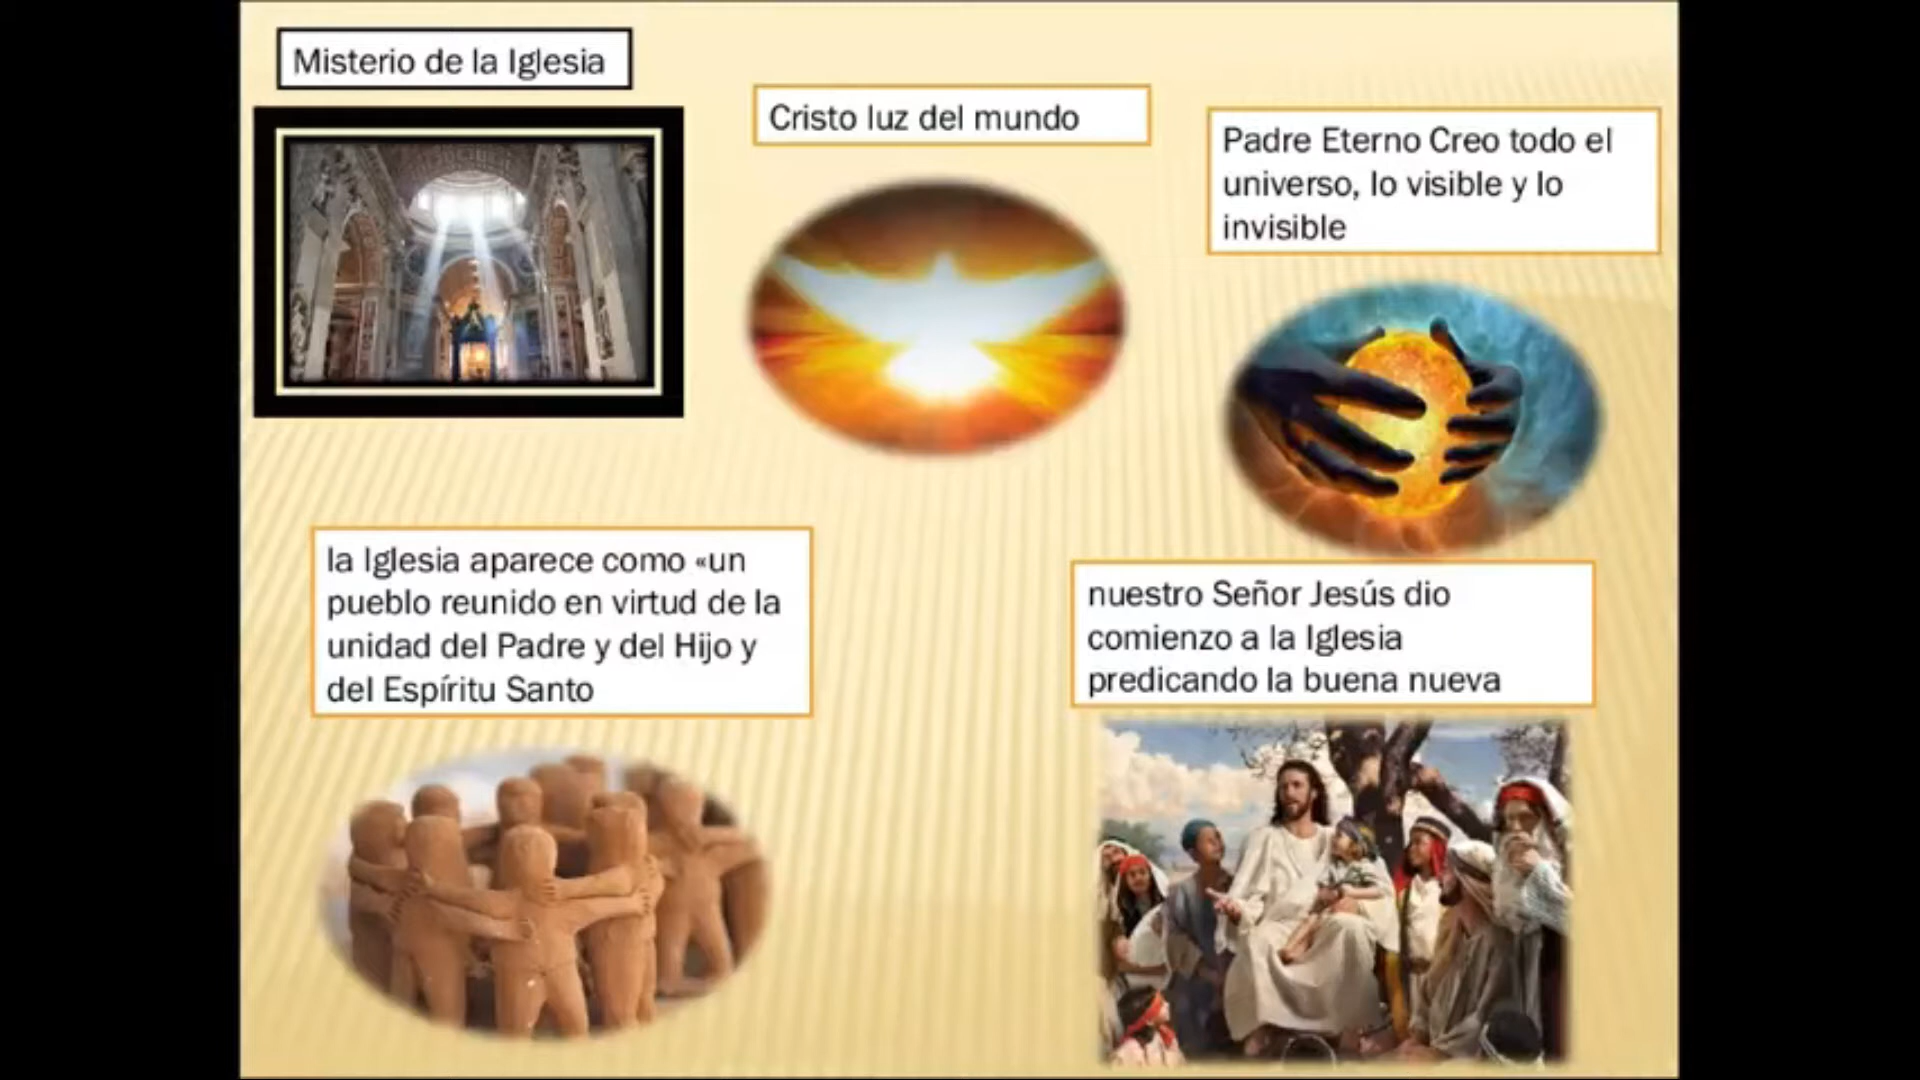 Misterio de la Iglesia
Cristo luz del mundo
Padre Eterno Creo todo el
universo, lo visible y lo
invisible
la Iglesia aparece como «un
pueblo reunido en virtud de la
unidad del Padre y del Hijo y
del Espíritu Santo
nuestro Señor Jesús dio
comienzo a la Iglesia
predicando la buena nueva